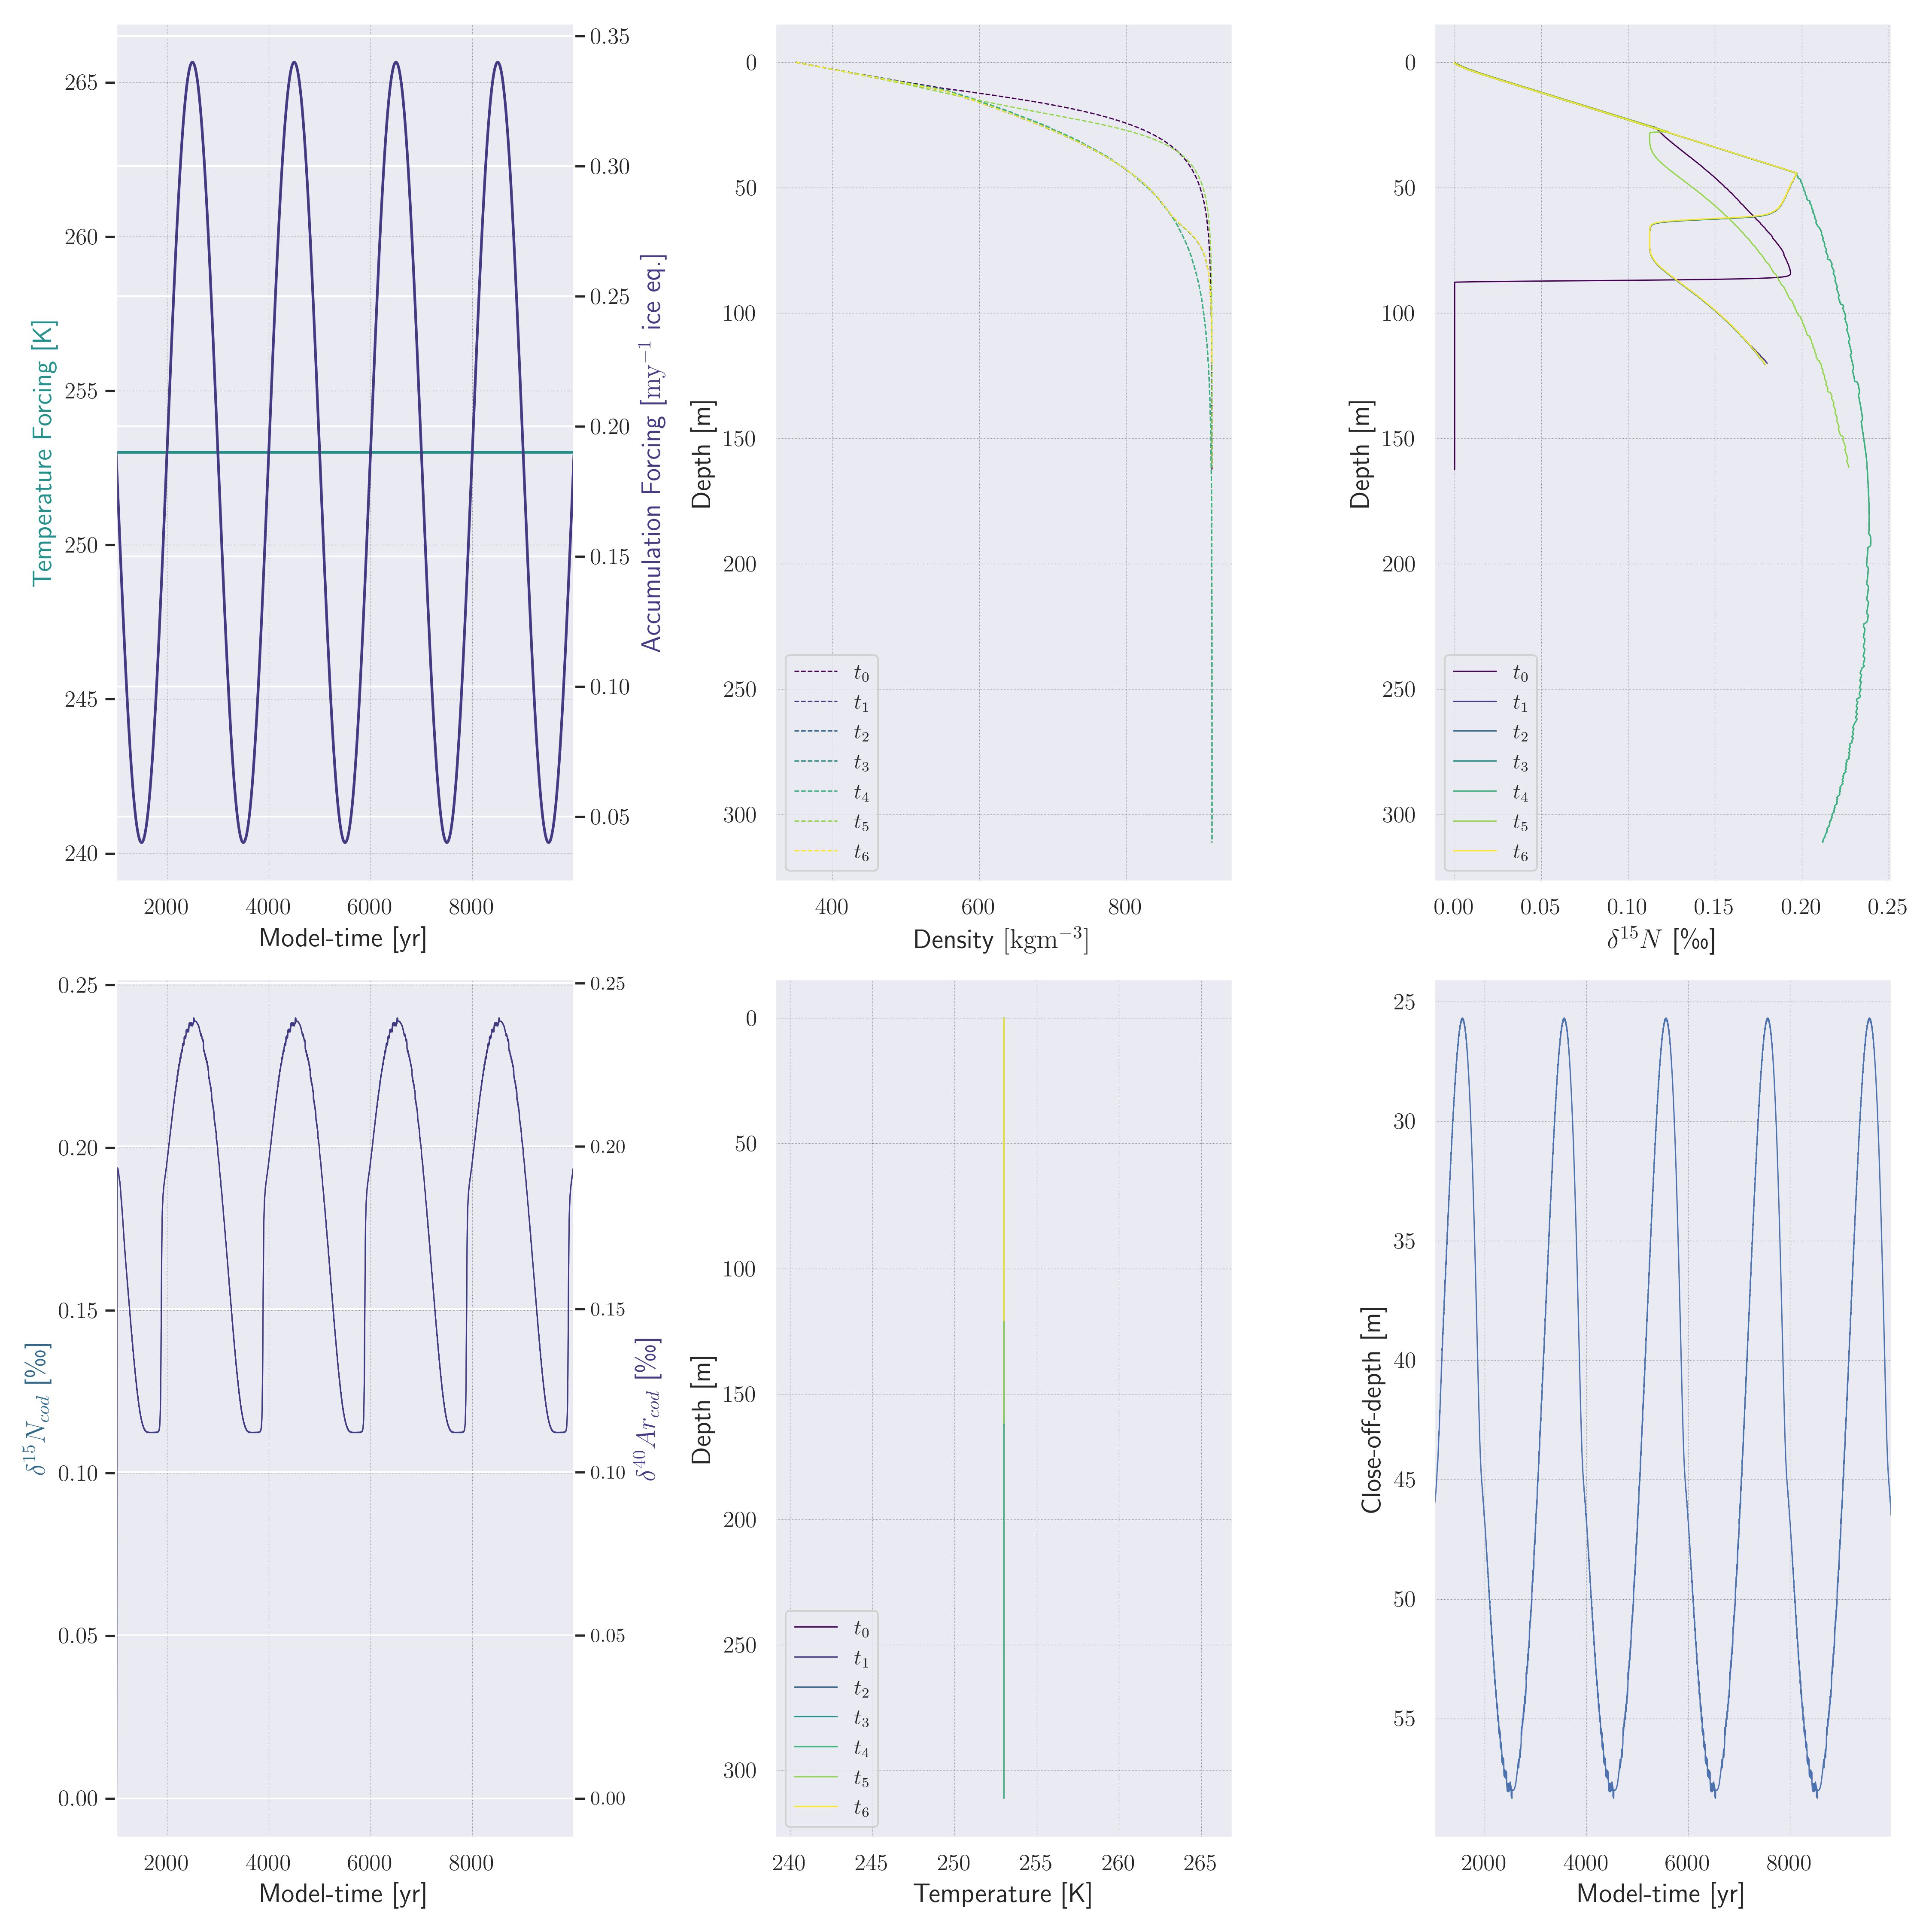 265
260
255
250
245
240
Temperature Forcing [K]
0.35
0.30
0.25
0.20
0.15
0.10
0.05
Accumulation Forcing [my⁻¹ ice eq.]
2000 4000 6000 8000
Model-time [yr]
0
50
100
150
200
250
300
Depth [m]
t₀
t₁
t₂
t₃
t₄
t₅
t₆
400 600 800
Density [kgm⁻³]
0
50
100
150
200
250
300
Depth [m]
t₀
t₁
t₂
t₃
t₄
t₅
t₆
0.00 0.05 0.10 0.15 0.20 0.25
δ¹⁵N [‰]
0.25
0.20
0.15
0.10
0.05
0.00
δ¹⁵N_cod [‰]
0.25
0.20
0.15
0.10
0.05
0.00
δ⁴⁰Ar_cod [‰]
2000 4000 6000 8000
Model-time [yr]
0
50
100
150
200
250
300
Depth [m]
t₀
t₁
t₂
t₃
t₄
t₅
t₆
240 245 250 255 260 265
Temperature [K]
25
30
35
40
45
50
55
Close-off-depth [m]
2000 4000 6000 8000
Model-time [yr]